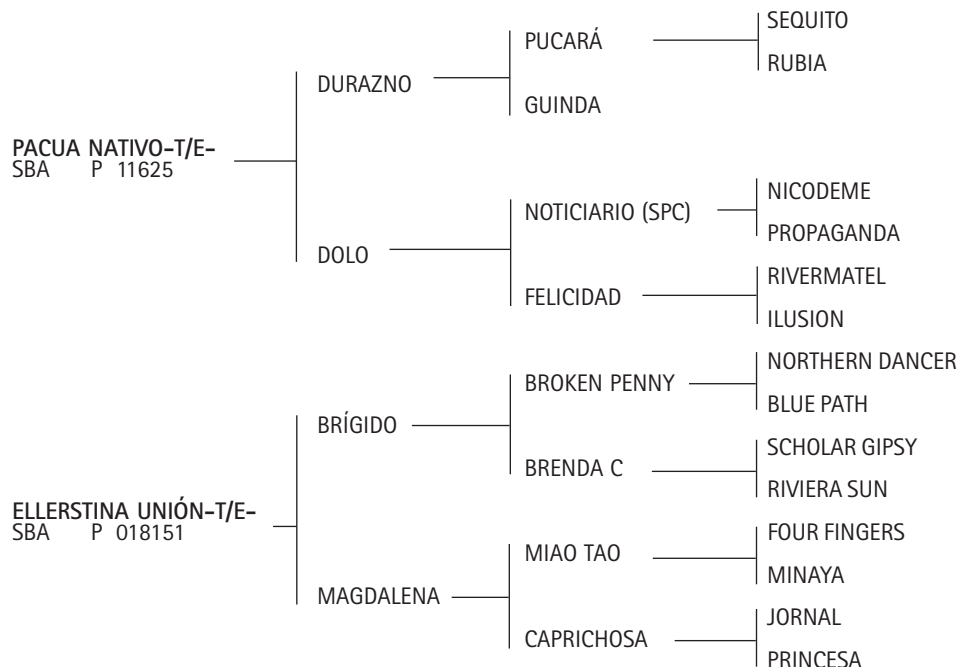 SEQUITO
PUCARÁ
RUBIA
DURAZNO
GUINDA
PACUA NATIVO-T/E-
SBA P 11625
NICODEME
NOTICIARIO (SPC)
PROPAGANDA
DOLO
RIVERMATEL
FELICIDAD
ILUSION
NORTHERN DANCER
BROKEN PENNY
BLUE PATH
BRÍGIDO
SCHOLAR GIPSY
BRENDA C
RIVIERA SUN
ELLERSTINA UNIÓN-T/E-
SBA P 018151
FOUR FINGERS
MIAO TAO
MINAYA
MAGDALENA
JORNAL
CAPRICHOSA
PRINCESA